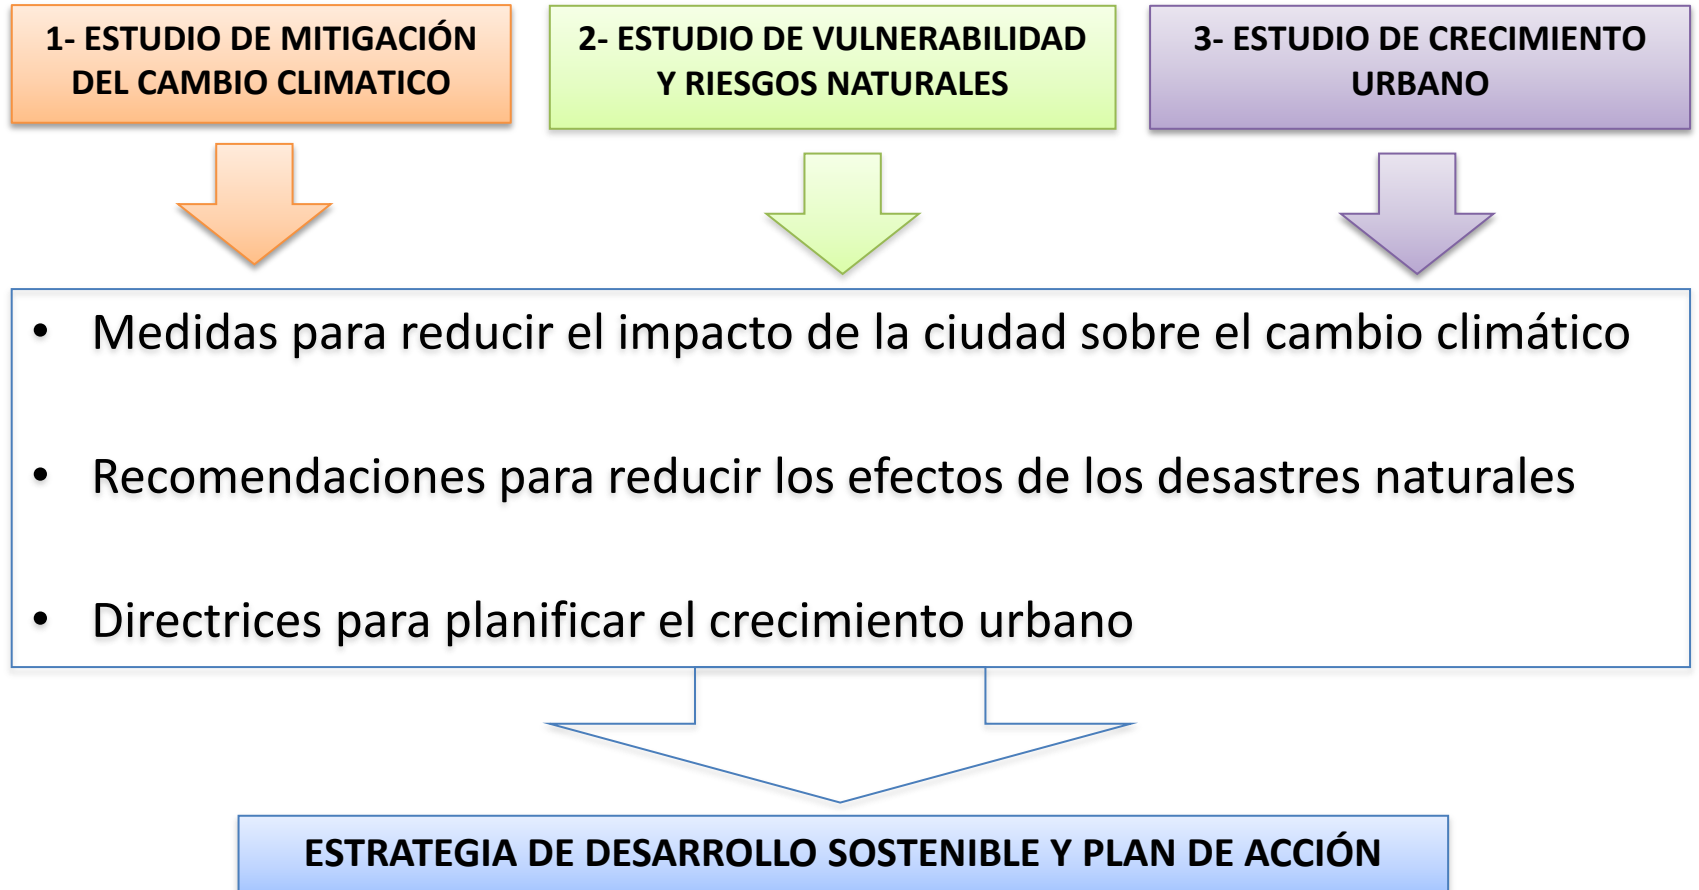 1- ESTUDIO DE MITIGACIÓN
DEL CAMBIO CLIMATICO
2- ESTUDIO DE VULNERABILIDAD
Y RIESGOS NATURALES
3- ESTUDIO DE CRECIMIENTO
URBANO
• Medidas para reducir el impacto de la ciudad sobre el cambio climático
• Recomendaciones para reducir los efectos de los desastres naturales
• Directrices para planificar el crecimiento urbano
ESTRATEGIA DE DESARROLLO SOSTENIBLE Y PLAN DE ACCIÓN